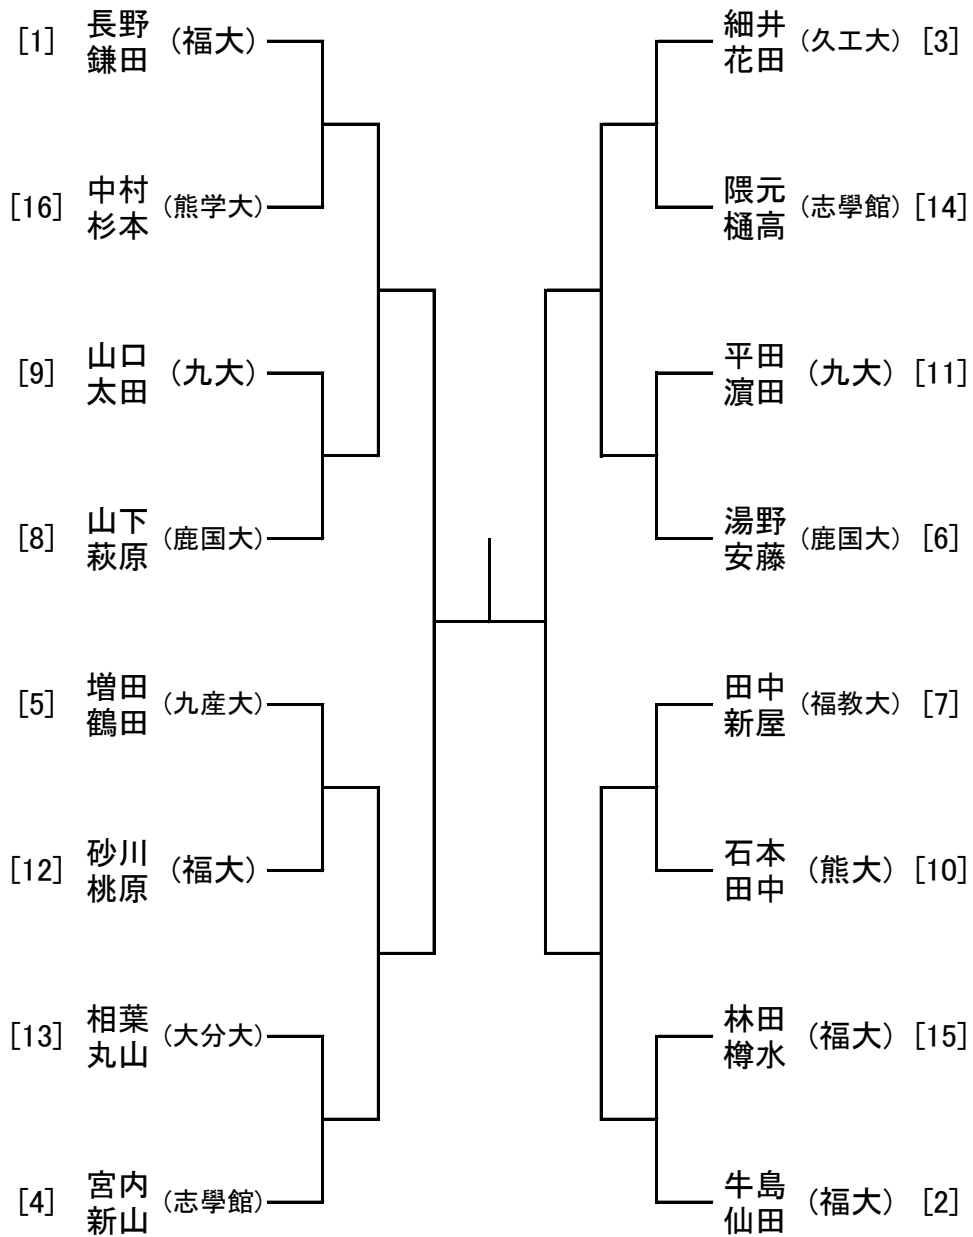 [1] 長野 鎌田 (福大)
[16] 中村 杉本 (熊学大)
[9] 山口 太田 (九大)
[8] 山下 萩原 (鹿国大)
[5] 増田 鶴田 (九産大)
[12] 砂川 桃原 (福大)
[13] 相葉 丸山 (大分大)
[4] 宮内 新山 (志學館)
細井 花田 (久工大) [3]
隈元 樋高 (志學館) [14]
平田 濵田 (九大) [11]
湯野 安藤 (鹿国大) [6]
田中 新屋 (福教大) [7]
石本 田中 (熊大) [10]
林田 樽水 (福大) [15]
牛島 仙田 (福大) [2]